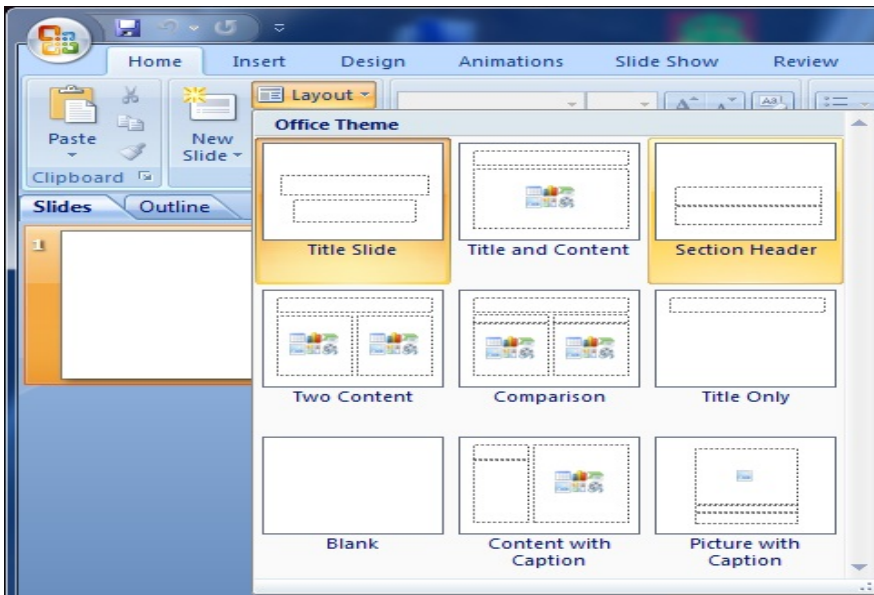 Home Insert Design Animations Slide Show Review
Layout
Paste
New
Slide
Clipboard
Slides Outline
1
Office Theme
Title Slide Title and Content Section Header
Two Content Comparison Title Only
Blank Content with Caption Picture with Caption